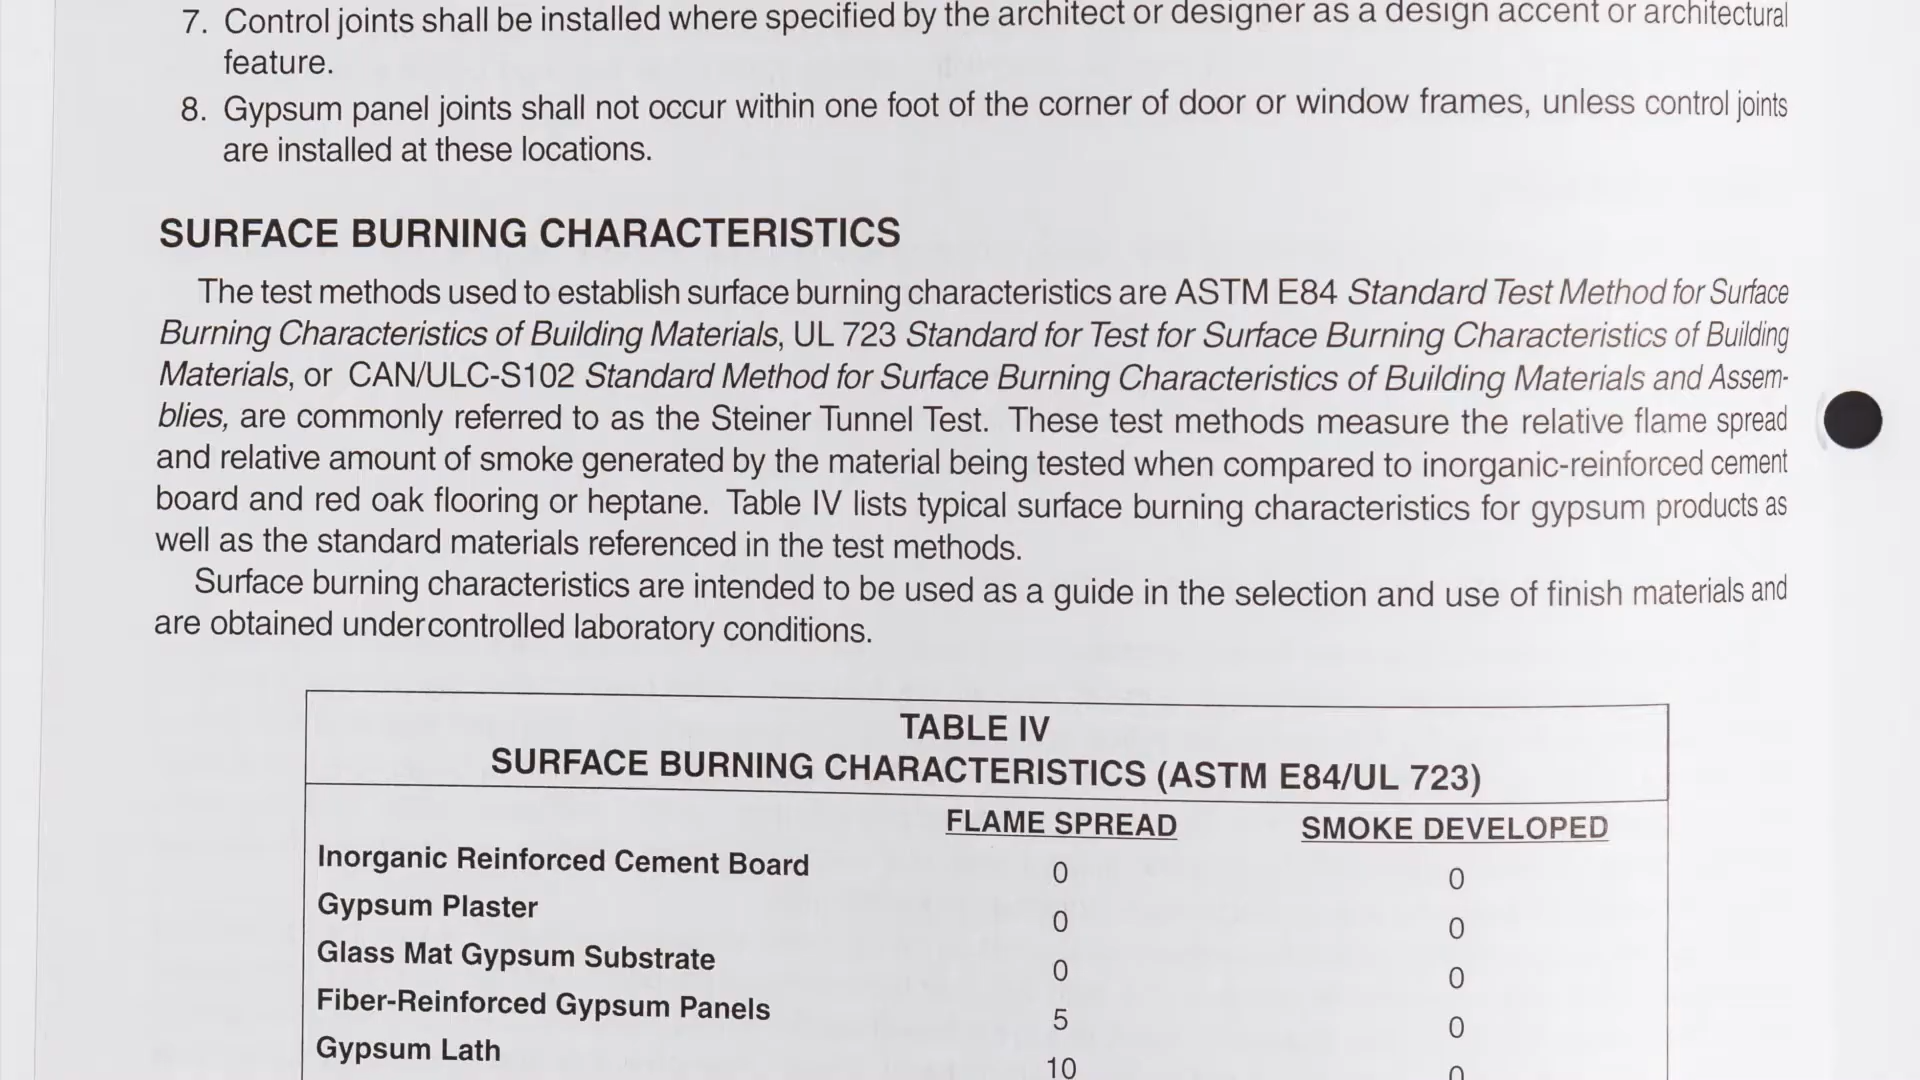 7. Control joints shall be installed where specified by the architect or designer as a design accent or architectural
feature.
8. Gypsum panel joints shall not occur within one foot of the corner of door or window frames, unless control joints
are installed at these locations.
SURFACE BURNING CHARACTERISTICS
The test methods used to establish surface burning characteristics are ASTM E84 Standard Test Method for Surface
Burning Characteristics of Building Materials, UL 723 Standard for Test for Surface Burning Characteristics of Building
Materials, or CAN/ULC-S102 Standard Method for Surface Burning Characteristics of Building Materials and Assem-
blies, are commonly referred to as the Steiner Tunnel Test. These test methods measure the relative flame spread
and relative amount of smoke generated by the material being tested when compared to inorganic-reinforced cement
board and red oak flooring or heptane. Table IV lists typical surface burning characteristics for gypsum products as
well as the standard materials referenced in the test methods.
Surface burning characteristics are intended to be used as a guide in the selection and use of finish materials and
are obtained under controlled laboratory conditions.
TABLE IV
SURFACE BURNING CHARACTERISTICS (ASTM E84/UL 723)
FLAME SPREAD SMOKE DEVELOPED
Inorganic Reinforced Cement Board 0 0
Gypsum Plaster 0 0
Glass Mat Gypsum Substrate 0 0
Fiber-Reinforced Gypsum Panels 5 0
Gypsum Lath 10 0